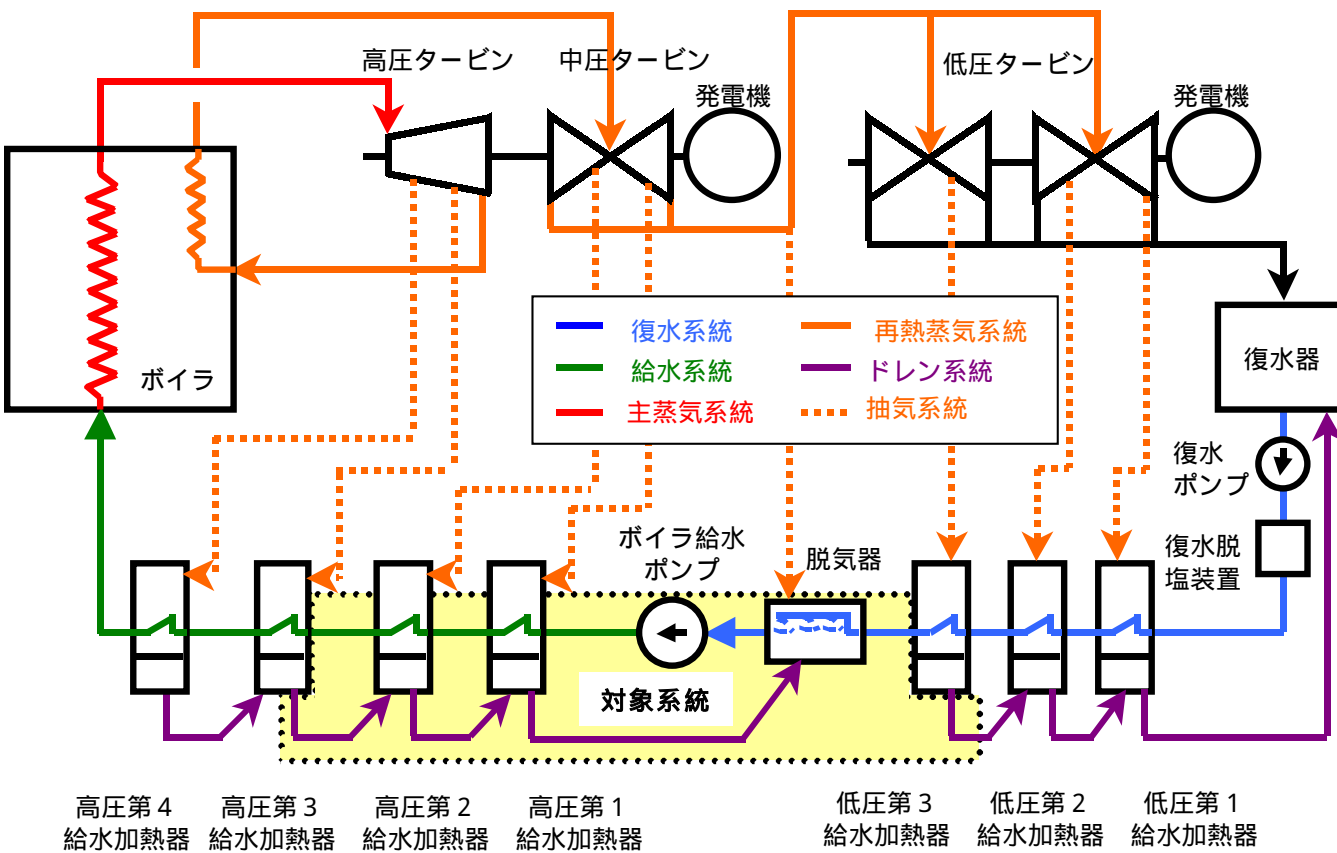 高圧タービン
中圧タービン
低圧タービン
発電機
発電機
ボイラ
復水系統
再熱蒸気系統
給水系統
ドレン系統
主蒸気系統
抽気系統
復水器
復水
ポンプ
復水脱
塩装置
ボイラ給水
ポンプ
脱気器
対象系統
高圧第４
給水加熱器
高圧第３
給水加熱器
高圧第２
給水加熱器
高圧第１
給水加熱器
低圧第３
給水加熱器
低圧第２
給水加熱器
低圧第１
給水加熱器